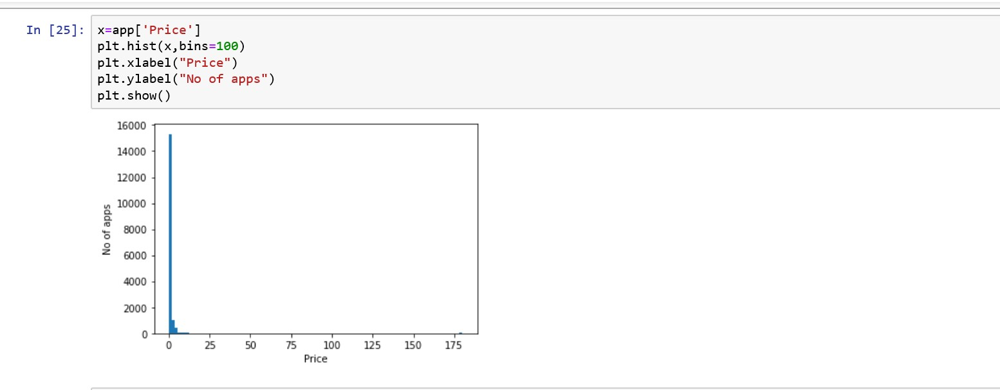 In [25]:
x=app['Price']
plt.hist(x,bins=100)
plt.xlabel("Price")
plt.ylabel("No of apps")
plt.show()
16000
14000
12000
10000
8000
6000
4000
2000
0
No of apps
0 25 50 75 100 125 150 175
Price